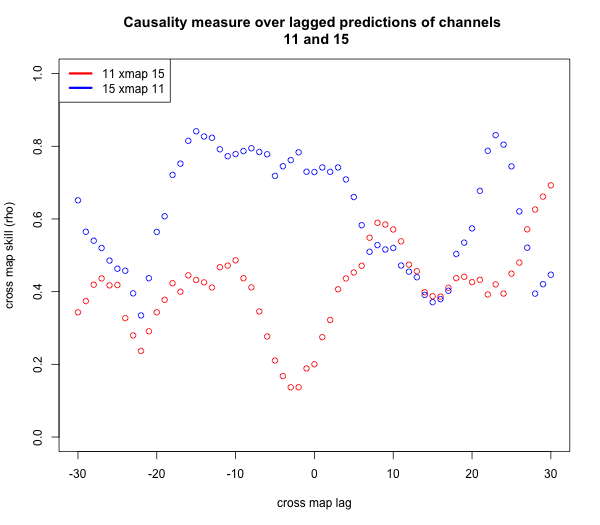 Causality measure over lagged predictions of channels
11 and 15
11 xmap 15
15 xmap 11
cross map skill (rho)
1.0
0.8
0.6
0.4
0.2
0.0
-30 -20 -10 0 10 20 30
cross map lag